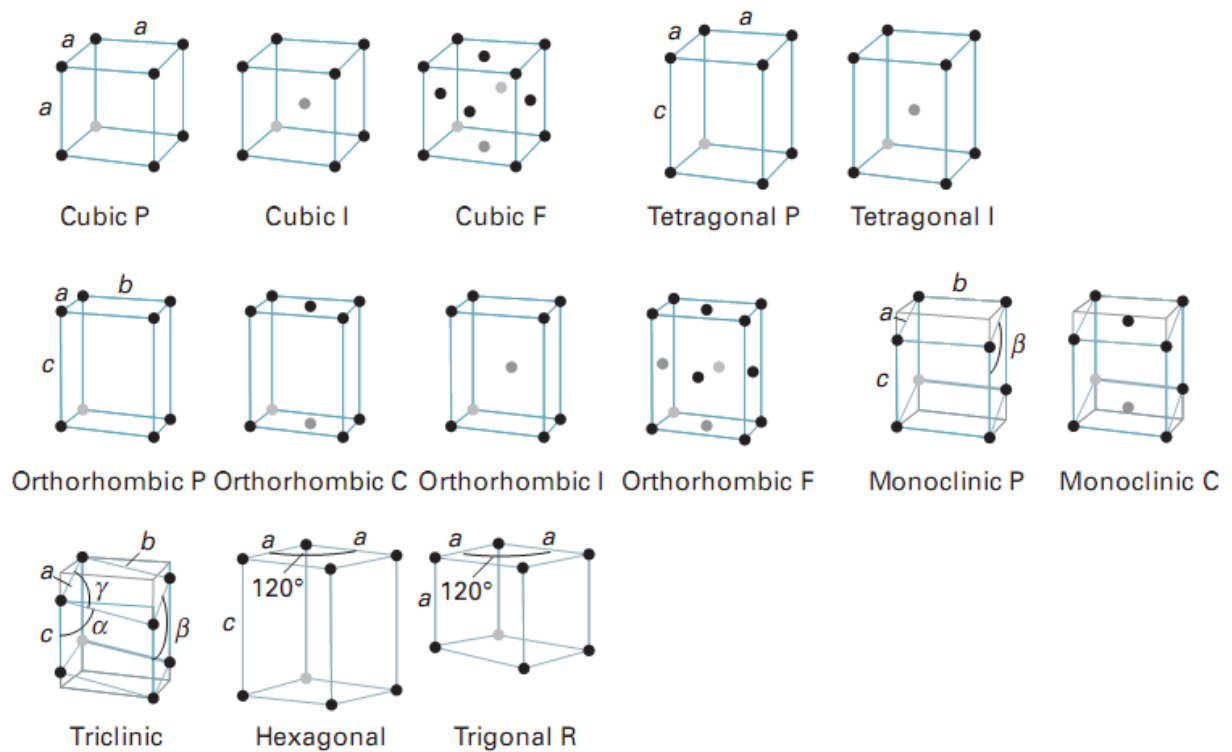 a a a a
a c
Cubic P Cubic I Cubic F Tetragonal P Tetragonal I
a b b
a β
c c
Orthorhombic P Orthorhombic C Orthorhombic I Orthorhombic F Monoclinic P Monoclinic C
b a a a a
a γ 120° 120°
c α β c a
Triclinic Hexagonal Trigonal R